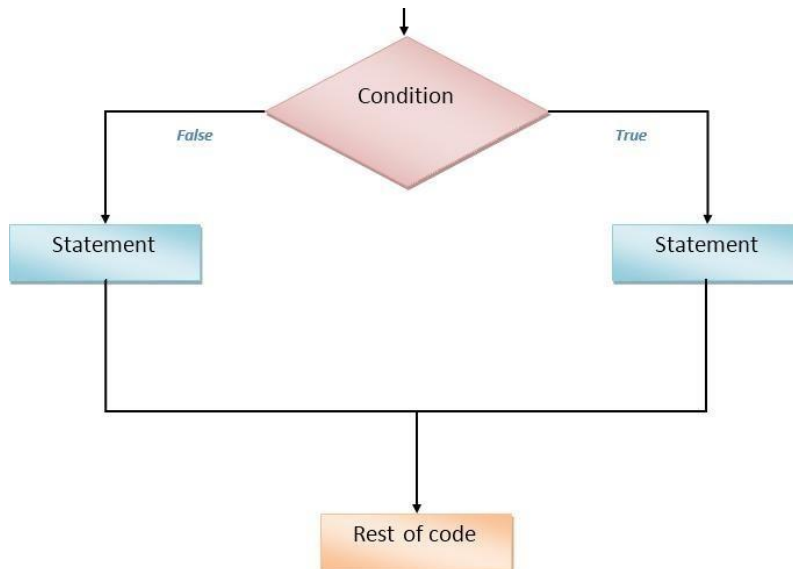 Condition
False
True
Statement
Statement
Rest of code